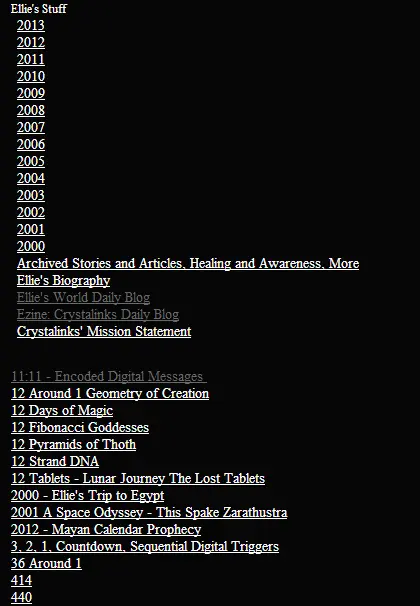 Ellie's Stuff
2013
2012
2011
2010
2009
2008
2007
2006
2005
2004
2003
2002
2001
2000
Archived Stories and Articles, Healing and Awareness, More
Ellie's Biography
Ellie's World Daily Blog
Ezine: Crystalinks Daily Blog
Crystalinks' Mission Statement
11:11 - Encoded Digital Messages
12 Around 1 Geometry of Creation
12 Days of Magic
12 Fibonacci Goddesses
12 Pyramids of Thoth
12 Strand DNA
12 Tablets - Lunar Journey The Lost Tablets
2000 - Ellie's Trip to Egypt
2001 A Space Odyssey - This Spake Zarathustra
2012 - Mayan Calendar Prophecy
3, 2, 1, Countdown, Sequential Digital Triggers
36 Around 1
414
440